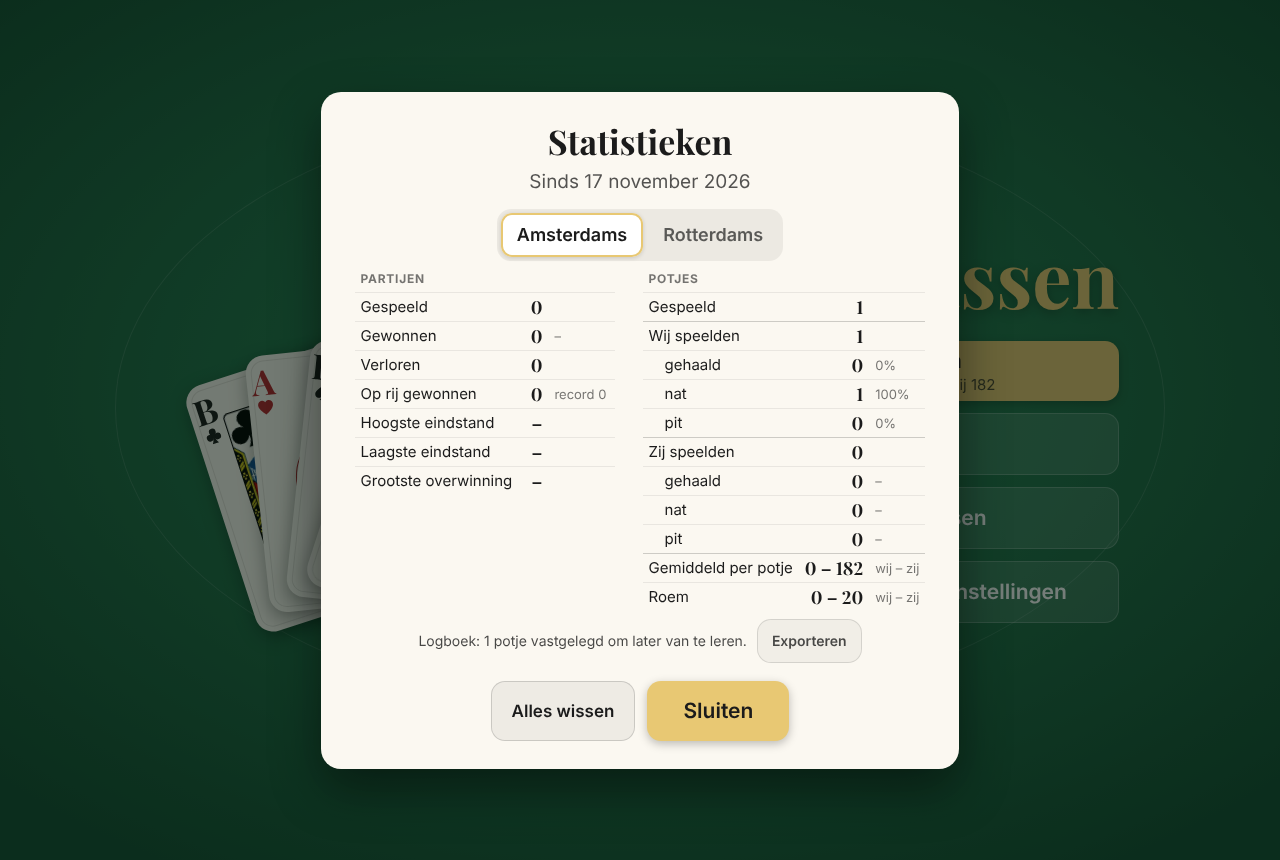 Statistieken
Sinds 17 november 2026
Amsterdams Rotterdams
PARTIJEN
Gespeeld 0
Gewonnen 0 –
Verloren 0
Op rij gewonnen 0 record 0
Hoogste eindstand –
Laagste eindstand –
Grootste overwinning –
POTJES
Gespeeld 1
Wij speelden 1
gehaald 0 0%
nat 1 100%
pit 0 0%
Zij speelden 0
gehaald 0 –
nat 0 –
pit 0 –
Gemiddeld per potje 0 – 182 wij – zij
Roem 0 – 20 wij – zij
Logboek: 1 potje vastgelegd om later van te leren. Exporteren
Alles wissen Sluiten
B
A
ssen
ij 182
sen
nstellingen